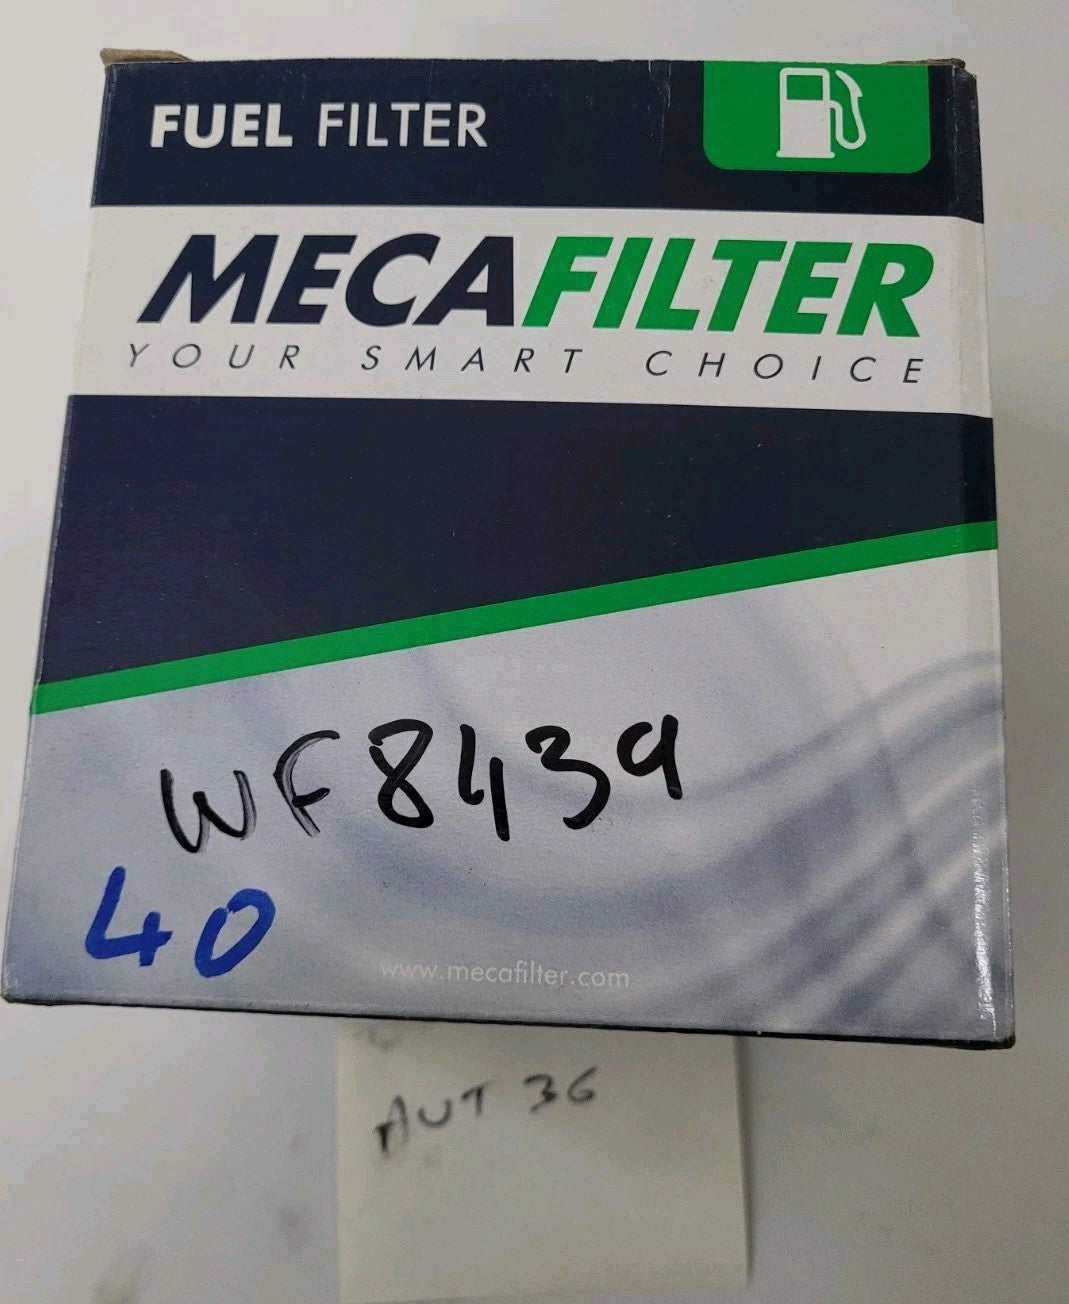 FUEL FILTER
MECAFILTER
YOUR SMART CHOICE
WF8439
40
www.mecafilter.com
AUT 36